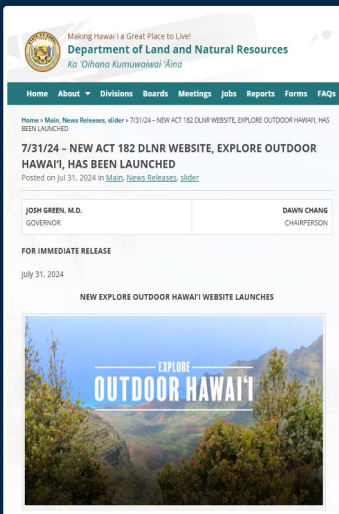 Making Hawaiʻi a Great Place to Live!
Department of Land and Natural Resources
Ka ʻOihana Kumuwaiwai ʻĀina
Home About Divisions Boards Meetings Jobs Reports Forms FAQs
Home » Main, News Releases, slider » 7/31/24 – NEW ACT 182 DLNR WEBSITE, EXPLORE OUTDOOR HAWAI'I, HAS
BEEN LAUNCHED
7/31/24 – NEW ACT 182 DLNR WEBSITE, EXPLORE OUTDOOR
HAWAI'I, HAS BEEN LAUNCHED
Posted on Jul 31, 2024 in Main, News Releases, slider
JOSH GREEN, M.D. DAWN CHANG
GOVERNOR CHAIRPERSON
FOR IMMEDIATE RELEASE
July 31, 2024
NEW EXPLORE OUTDOOR HAWAI'I WEBSITE LAUNCHES
EXPLORE
OUTDOOR HAWAIʻI